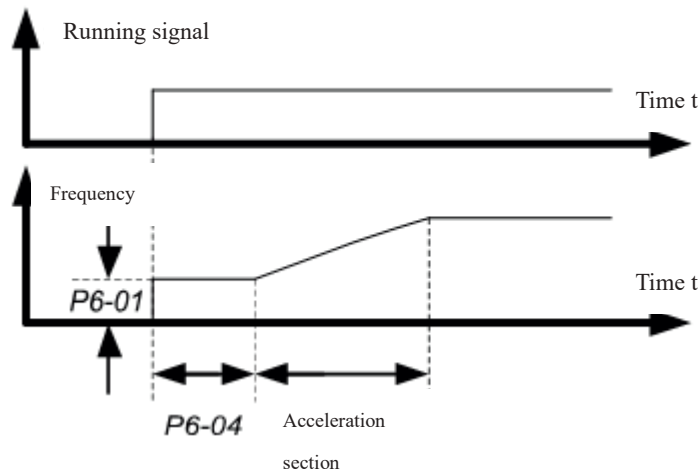 Running signal
Time t
Frequency
Time t
P6-01
P6-04
Acceleration
section